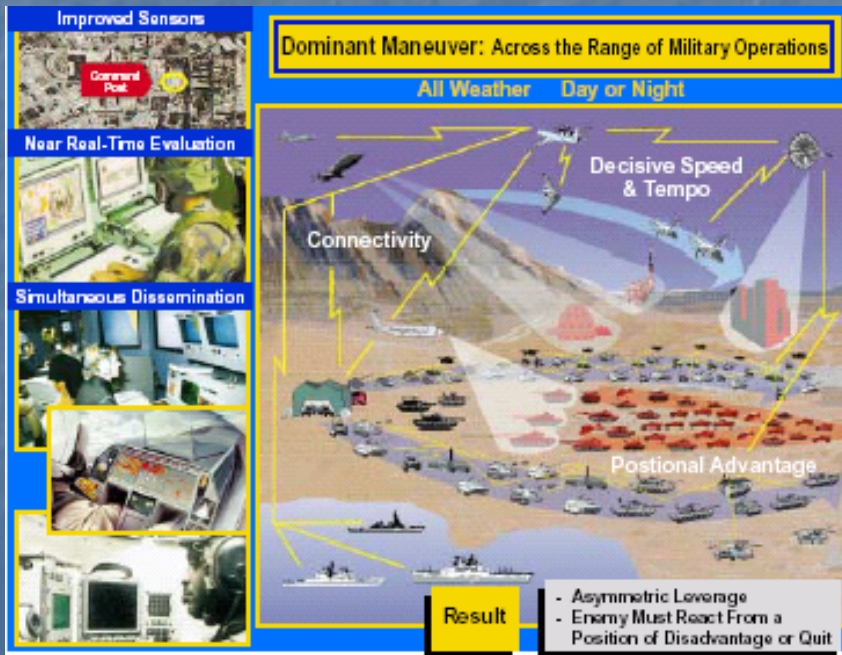 Improved Sensors
Command
Post
Near Real-Time Evaluation
Simultaneous Dissemination
Dominant Maneuver: Across the Range of Military Operations
All Weather Day or Night
Decisive Speed
& Tempo
Connectivity
Postional Advantage
Result
- Asymmetric Leverage
- Enemy Must React From a
Position of Disadvantage or Quit